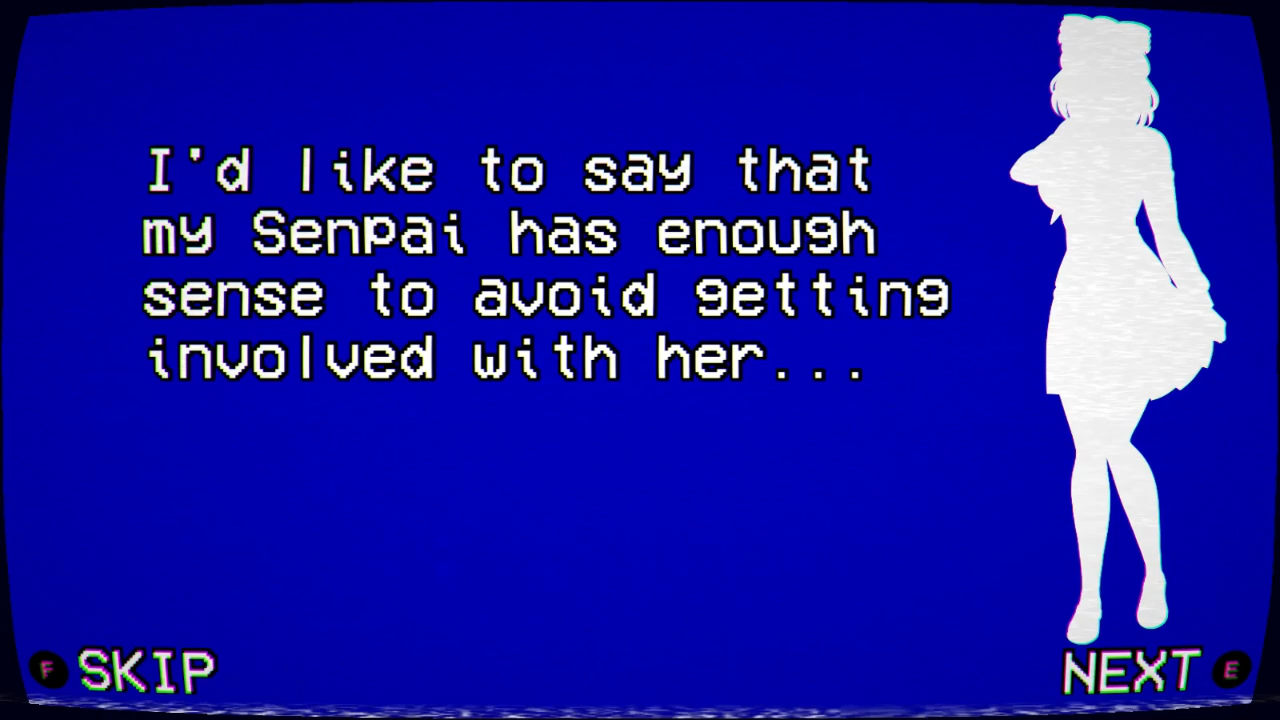 I'd like to say that
my Senpai has enough
sense to avoid getting
involved with her...
F SKIP
NEXT E